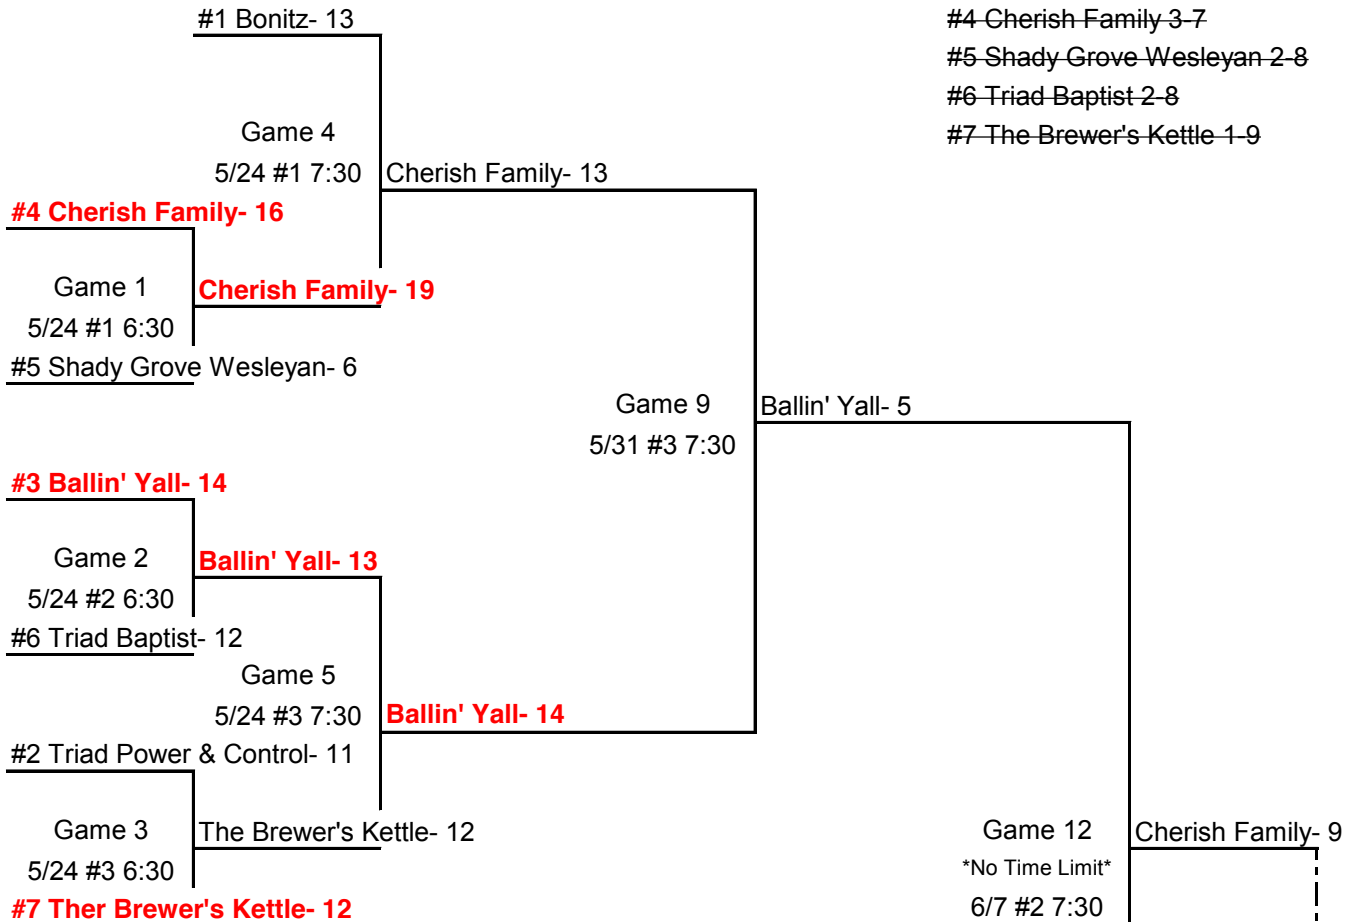 #1 Bonitz- 13
#4 Cherish Family 3-7
#5 Shady Grove Wesleyan 2-8
#6 Triad Baptist 2-8
#7 The Brewer's Kettle 1-9
Game 4
5/24 #1 7:30
Cherish Family- 13
#4 Cherish Family- 16
Game 1
5/24 #1 6:30
Cherish Family- 19
#5 Shady Grove Wesleyan- 6
Game 9
5/31 #3 7:30
Ballin' Yall- 5
#3 Ballin' Yall- 14
Game 2
5/24 #2 6:30
Ballin' Yall- 13
#6 Triad Baptist- 12
Game 5
5/24 #3 7:30
Ballin' Yall- 14
#2 Triad Power & Control- 11
Game 3
5/24 #3 6:30
The Brewer's Kettle- 12
#7 Ther Brewer's Kettle- 12
Game 12
*No Time Limit*
6/7 #2 7:30
Cherish Family- 9